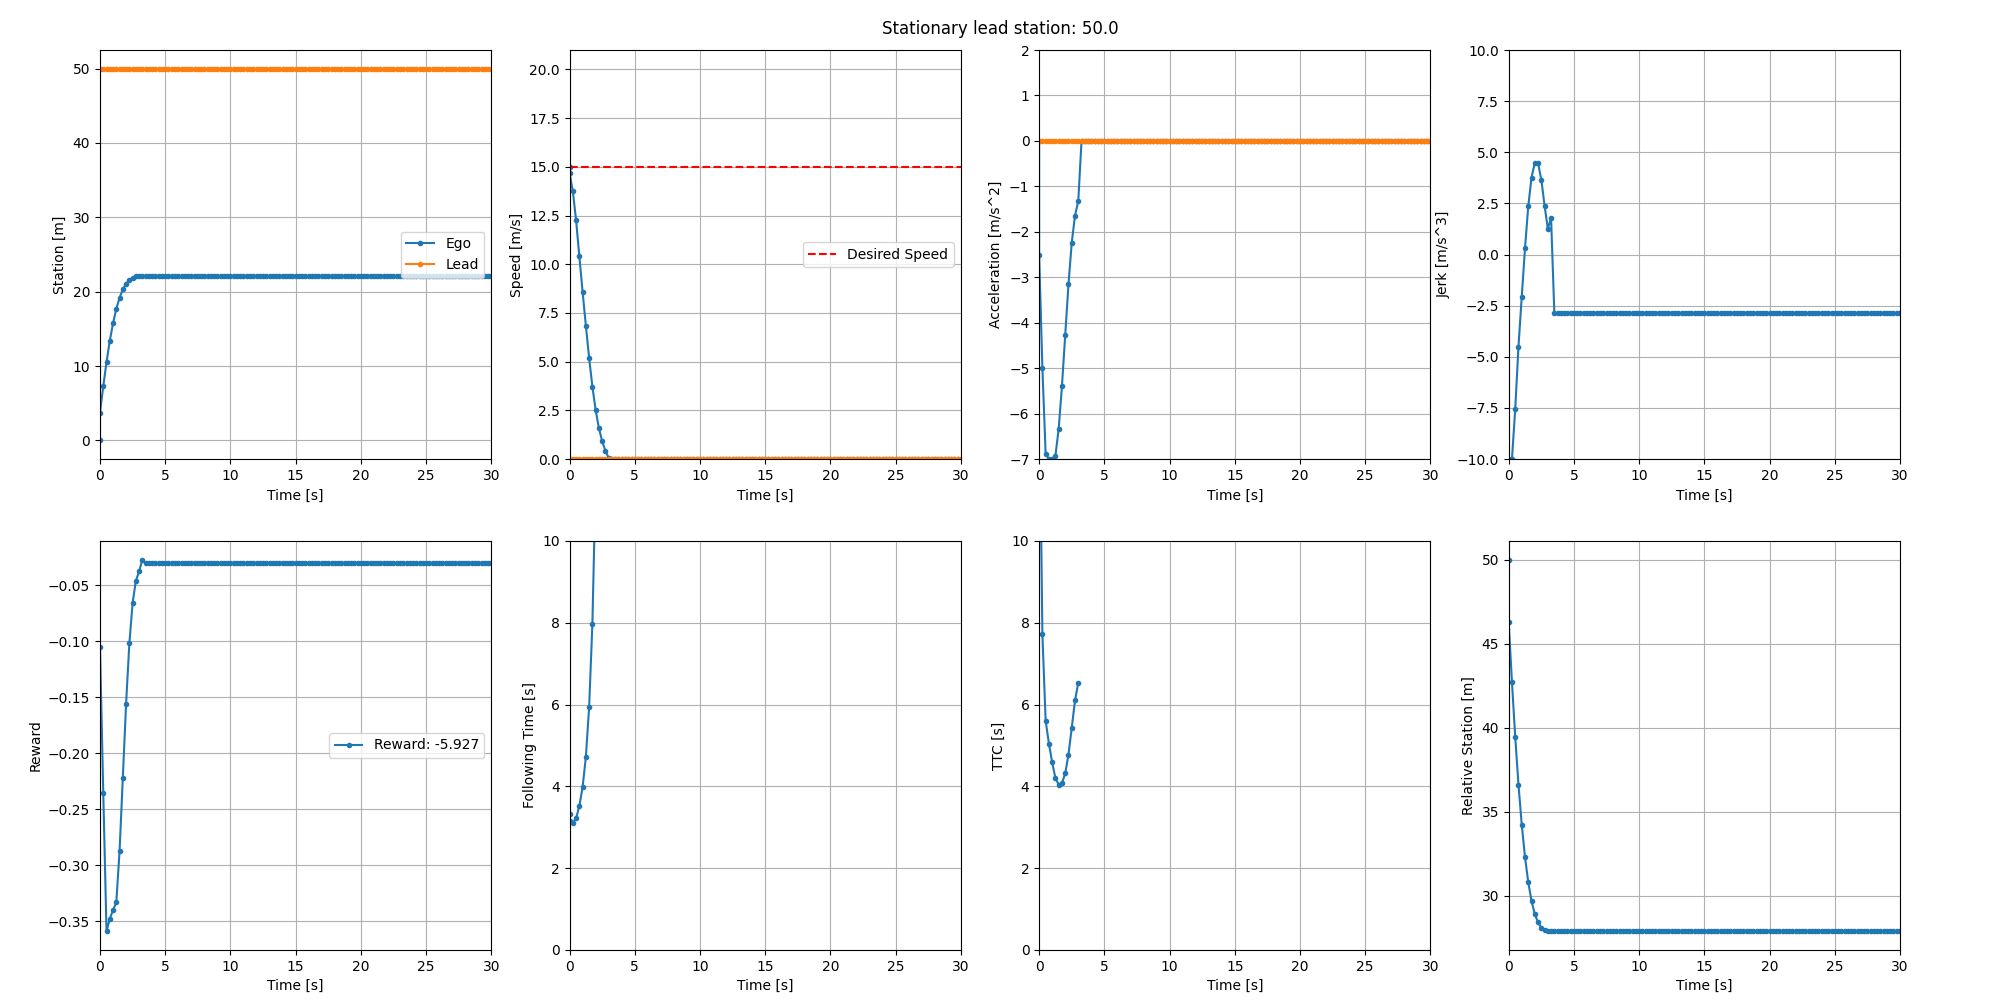 Stationary lead station: 50.0
Station [m]
50
40
30
20
10
0
Ego
Lead
0 5 10 15 20 25 30
Time [s]
Speed [m/s]
20.0
17.5
15.0
12.5
10.0
7.5
5.0
2.5
0.0
Desired Speed
0 5 10 15 20 25 30
Time [s]
Acceleration [m/s^2]
2
1
0
−1
−2
−3
−4
−5
−6
−7
0 5 10 15 20 25 30
Time [s]
Jerk [m/s^3]
10.0
7.5
5.0
2.5
0.0
−2.5
−5.0
−7.5
−10.0
0 5 10 15 20 25 30
Time [s]
Reward
−0.05
−0.10
−0.15
−0.20
−0.25
−0.30
−0.35
Reward: -5.927
0 5 10 15 20 25 30
Time [s]
Following Time [s]
10
8
6
4
2
0
0 5 10 15 20 25 30
Time [s]
TTC [s]
10
8
6
4
2
0
0 5 10 15 20 25 30
Time [s]
Relative Station [m]
50
45
40
35
30
0 5 10 15 20 25 30
Time [s]